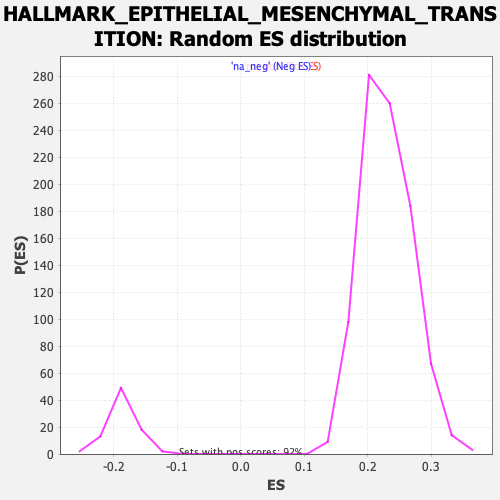 HALLMARK_EPITHELIAL_MESENCHYMAL_TRANS
ITION: Random ES distribution
'na_neg' (Neg ES) ES)
280
260
240
220
200
180
160
140
120
100
80
60
40
20
0
P(ES)
Sets with pos scores: 92%
-0.2 -0.1 0.0 0.1 0.2 0.3
ES